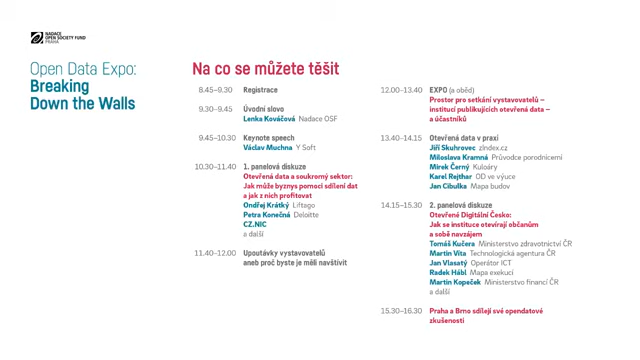 NADACE
OPEN SOCIETY FUND
PRAHA
Open Data Expo:
Breaking
Down the Walls
Na co se můžete těšit
8.45–9.30 Registrace
9.30–9.45 Úvodní slovo
Lenka Kováčová Nadace OSF
9.45–10.30 Keynote speech
Václav Muchna Y Soft
10.30–11.40 1. panelová diskuze
Otevřená data a soukromý sektor:
Jak může byznys pomoci sdílení dat
a jak z nich profitovat
Ondřej Krátký Liftago
Petra Konečná Deloitte
CZ.NIC
a další
11.40–12.00 Upoutávky vystavovatelů
aneb proč byste je měli navštívit
12.00–13.40 EXPO (a oběd)
Prostor pro setkání vystavovatelů –
institucí publikujících otevřená data –
a účastníků
13.40–14.15 Otevřená data v praxi
Jiří Skuhrovec zIndex.cz
Miloslava Kramná Průvodce porodnicemi
Mirek Černý Kuloáry
Karel Rejthar OD ve výuce
Jan Cibulka Mapa budov
14.15–15.30 2. panelová diskuze
Otevřené Digitální Česko:
Jak se instituce otevírají občanům
a sobě navzájem
Tomáš Kučera Ministerstvo zdravotnictví ČR
Martin Víta Technologická agentura ČR
Jan Vlasatý Operátor ICT
Radek Hábl Mapa exekucí
Martin Kopeček Ministerstvo financí ČR
a další
15.30–16.30 Praha a Brno sdílejí své opendatové
zkušenosti